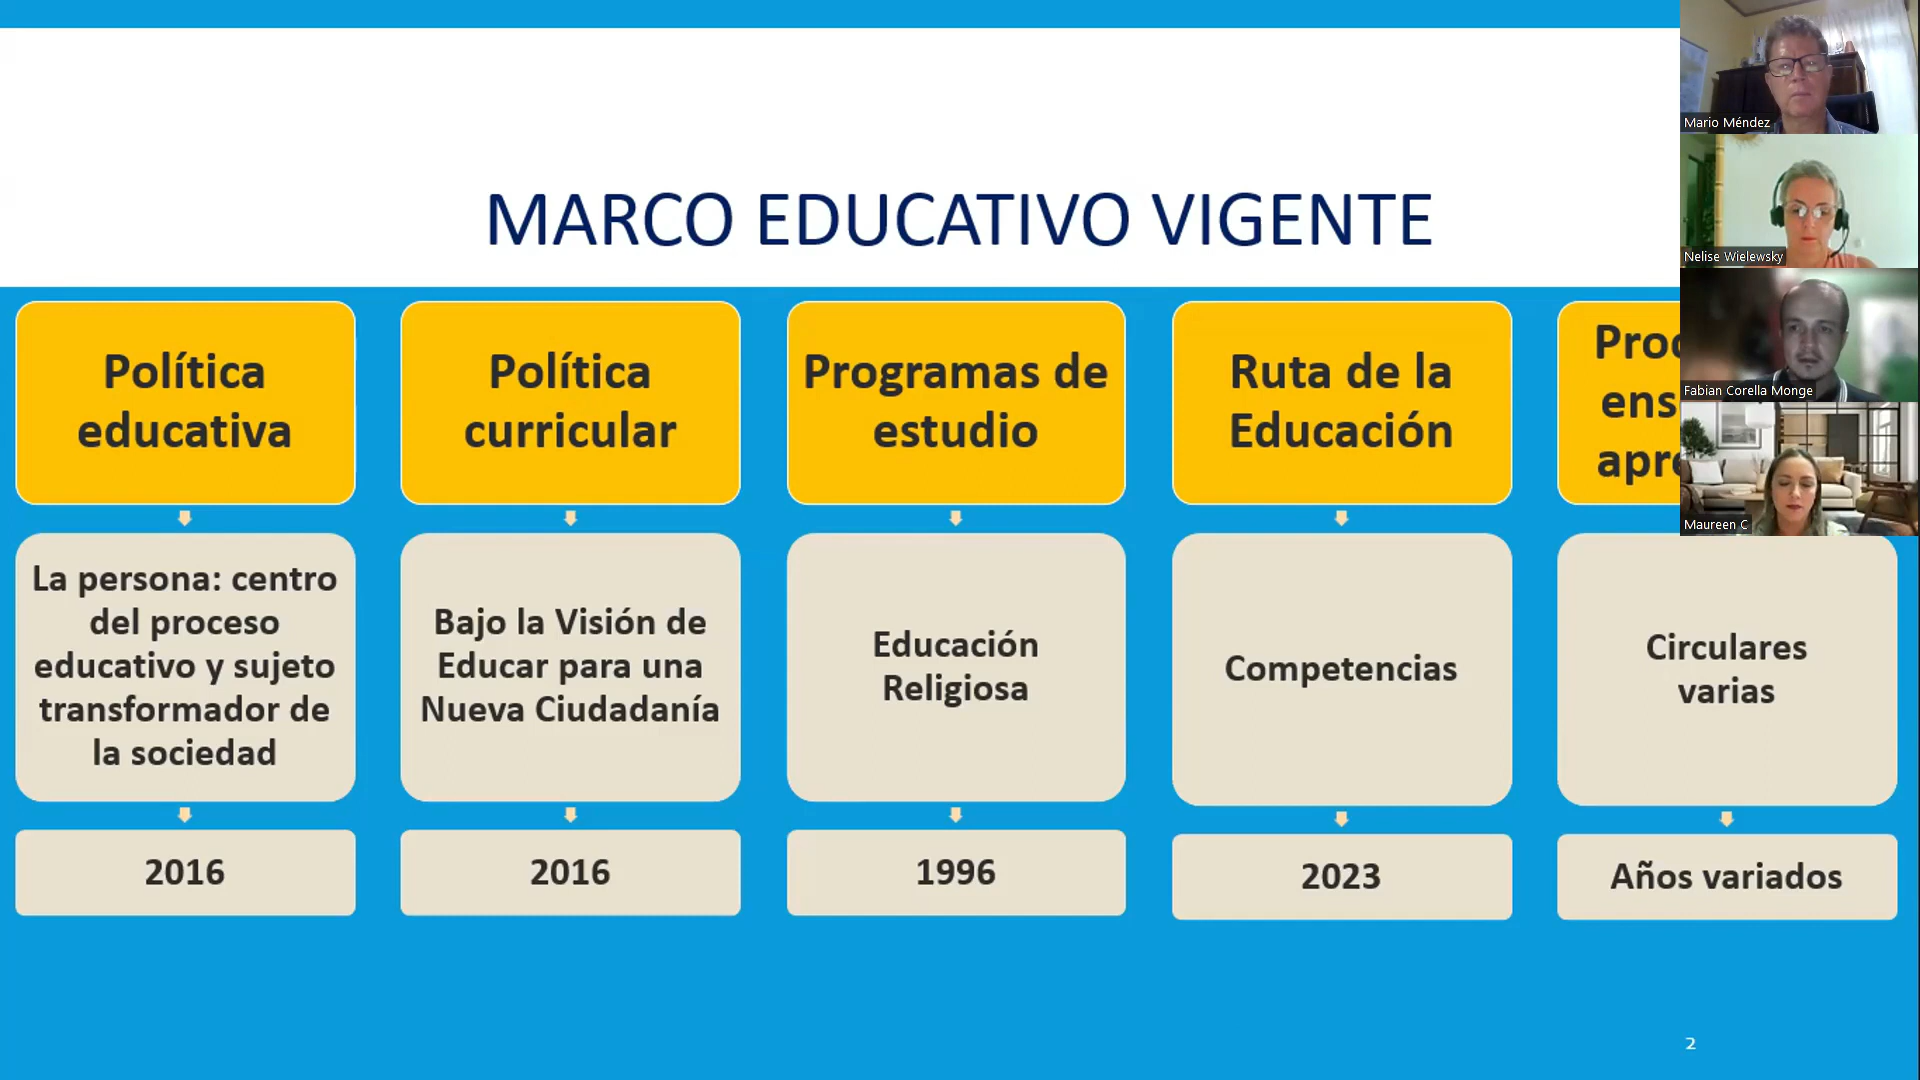 MARCO EDUCATIVO VIGENTE
Política
educativa
La persona: centro
del proceso
educativo y sujeto
transformador de
la sociedad
2016
Política
curricular
Bajo la Visión de
Educar para una
Nueva Ciudadanía
2016
Programas de
estudio
Educación
Religiosa
1996
Ruta de la
Educación
Competencias
2023
Circulares
varias
Años variados
Mario Méndez
Nelise Wielewsky
Fabian Corella Monge
Maureen C
2